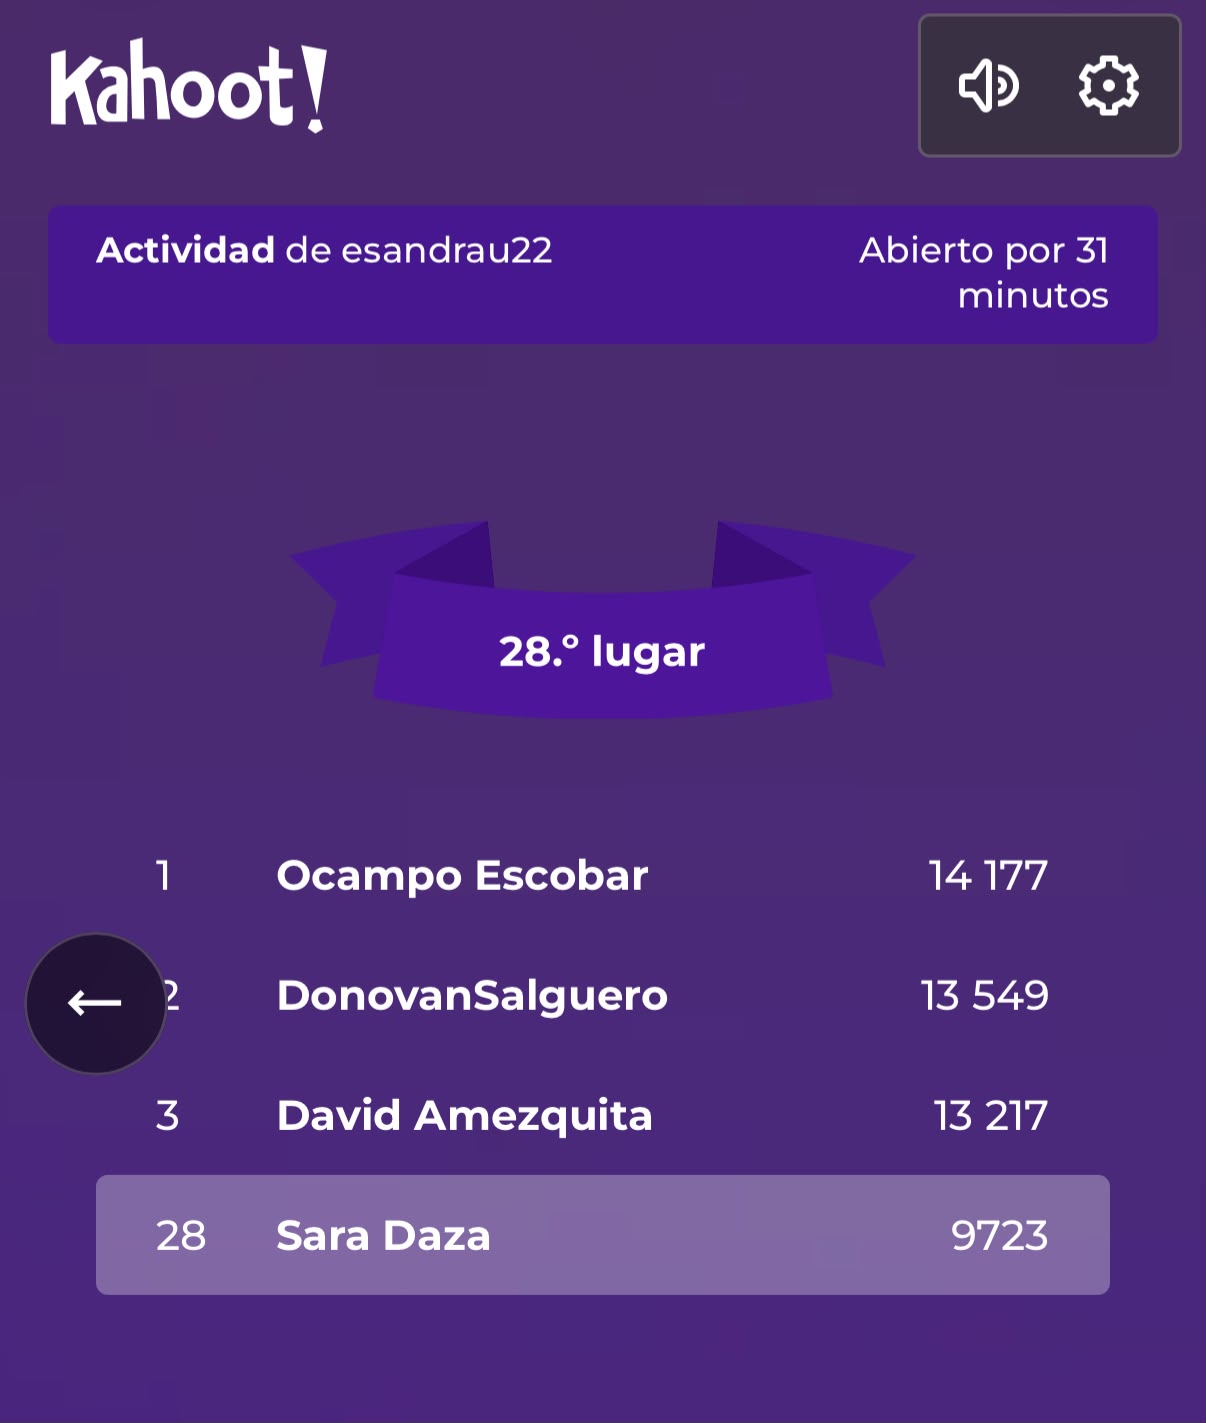 Kahoot!
Actividad de esandrau22
Abierto por 31
minutos
28.º lugar
1 Ocampo Escobar 14 177
2 DonovanSalguero 13 549
3 David Amezquita 13 217
28 Sara Daza 9723